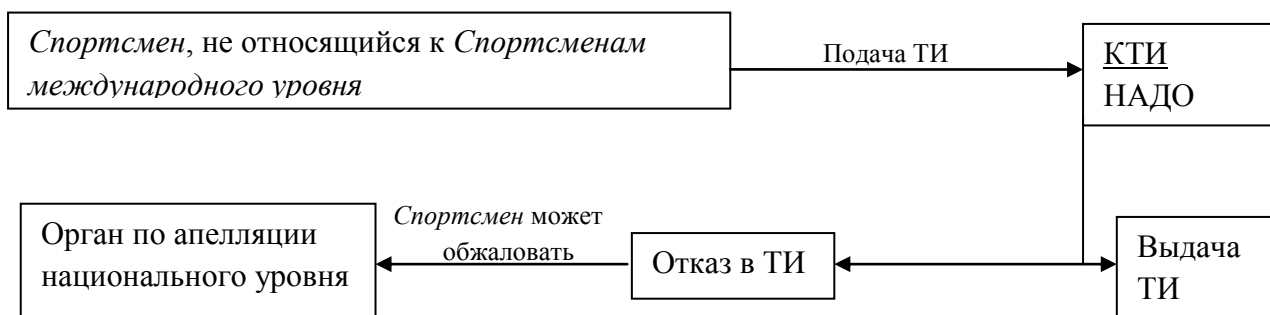 Спортсмен, не относящийся к Спортсменам
международного уровня
Подача ТИ
КТИ
НАДО
Орган по апелляции
национального уровня
Спортсмен может
обжаловать
Отказ в ТИ
Выдача
ТИ